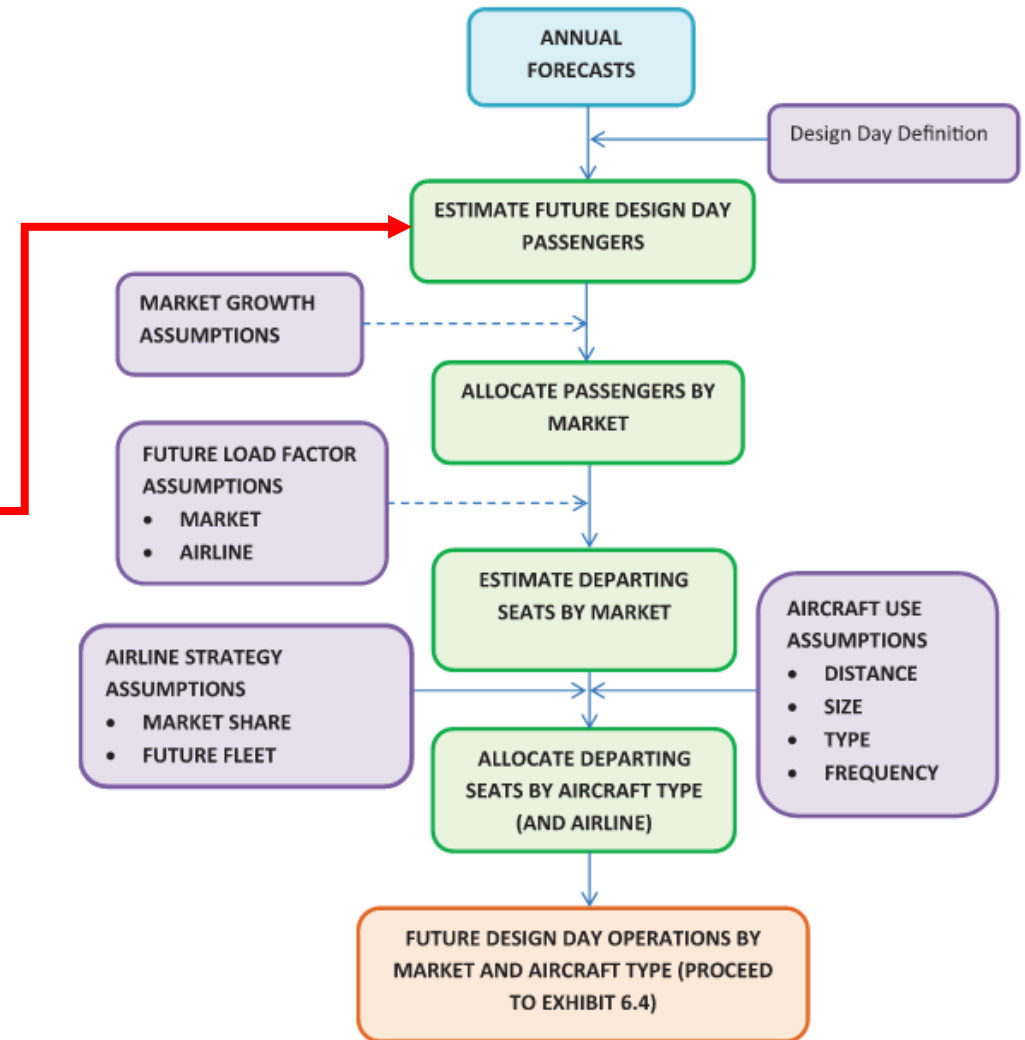 ANNUAL
FORECASTS
Design Day Definition
ESTIMATE FUTURE DESIGN DAY
PASSENGERS
MARKET GROWTH
ASSUMPTIONS
ALLOCATE PASSENGERS BY
MARKET
FUTURE LOAD FACTOR
ASSUMPTIONS
• MARKET
• AIRLINE
ESTIMATE DEPARTING
SEATS BY MARKET
AIRCRAFT USE
ASSUMPTIONS
• DISTANCE
• SIZE
• TYPE
• FREQUENCY
AIRLINE STRATEGY
ASSUMPTIONS
• MARKET SHARE
• FUTURE FLEET
ALLOCATE DEPARTING
SEATS BY AIRCRAFT TYPE
(AND AIRLINE)
FUTURE DESIGN DAY OPERATIONS BY
MARKET AND AIRCRAFT TYPE (PROCEED
TO EXHIBIT 6.4)